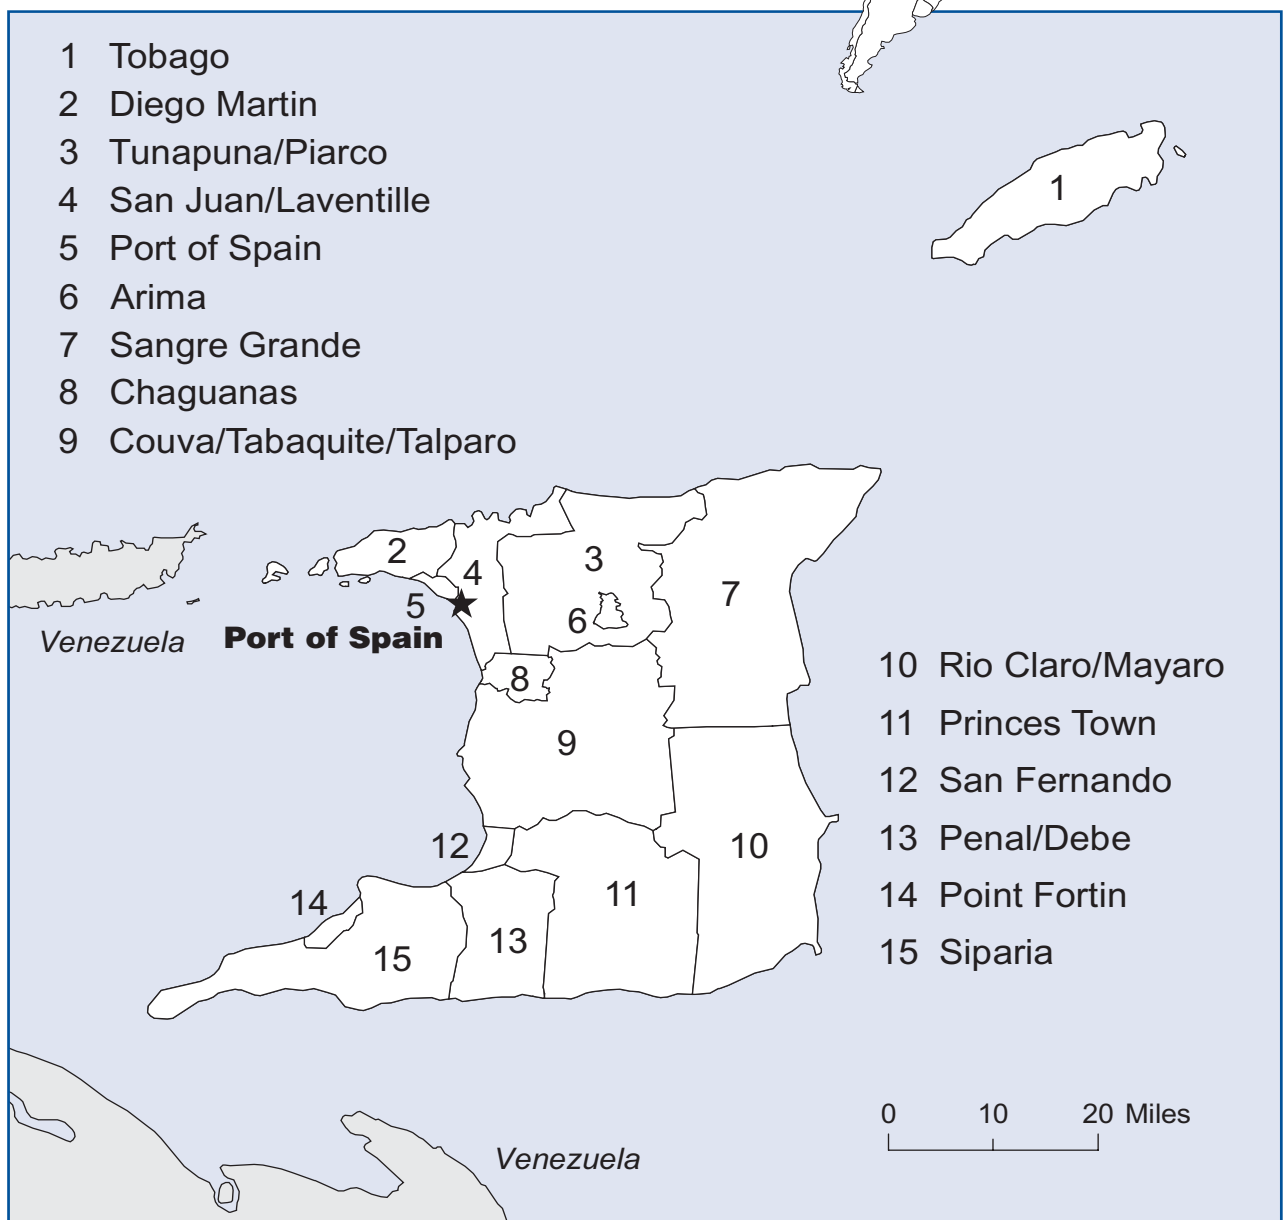 1 Tobago
2 Diego Martin
3 Tunapuna/Piarco
4 San Juan/Laventille
5 Port of Spain
6 Arima
7 Sangre Grande
8 Chaguanas
9 Couva/Tabaquite/Talparo
1
2
3
4
7
5
6
Venezuela
Port of Spain
8
9
10 Rio Claro/Mayaro
11 Princes Town
12 San Fernando
13 Penal/Debe
14 Point Fortin
15 Siparia
12
10
11
14
13
15
0 10 20 Miles
Venezuela